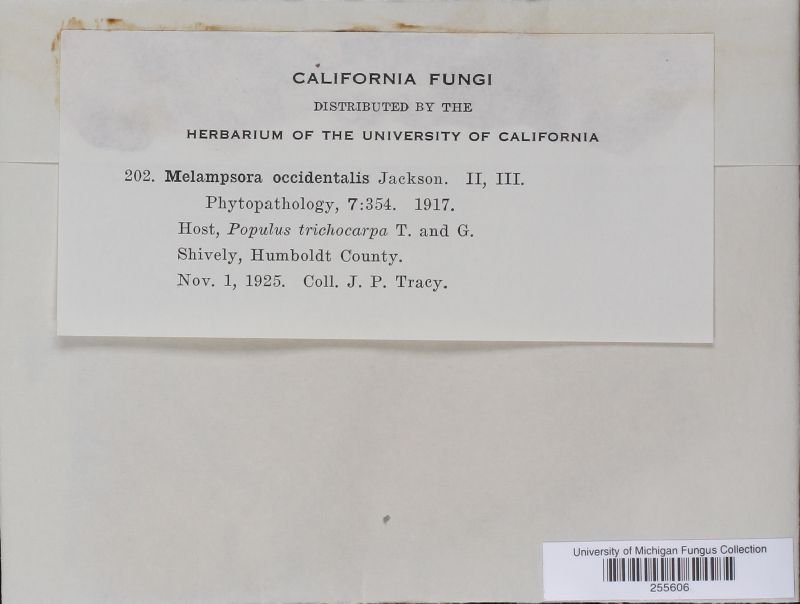 CALIFORNIA FUNGI
DISTRIBUTED BY THE
HERBARIUM OF THE UNIVERSITY OF CALIFORNIA
202. Melampsora occidentalis Jackson. II, III.
Phytopathology, 7:354. 1917.
Host, Populus trichocarpa T. and G.
Shively, Humboldt County.
Nov. 1, 1925. Coll. J. P. Tracy.
University of Michigan Fungus Collection
255606